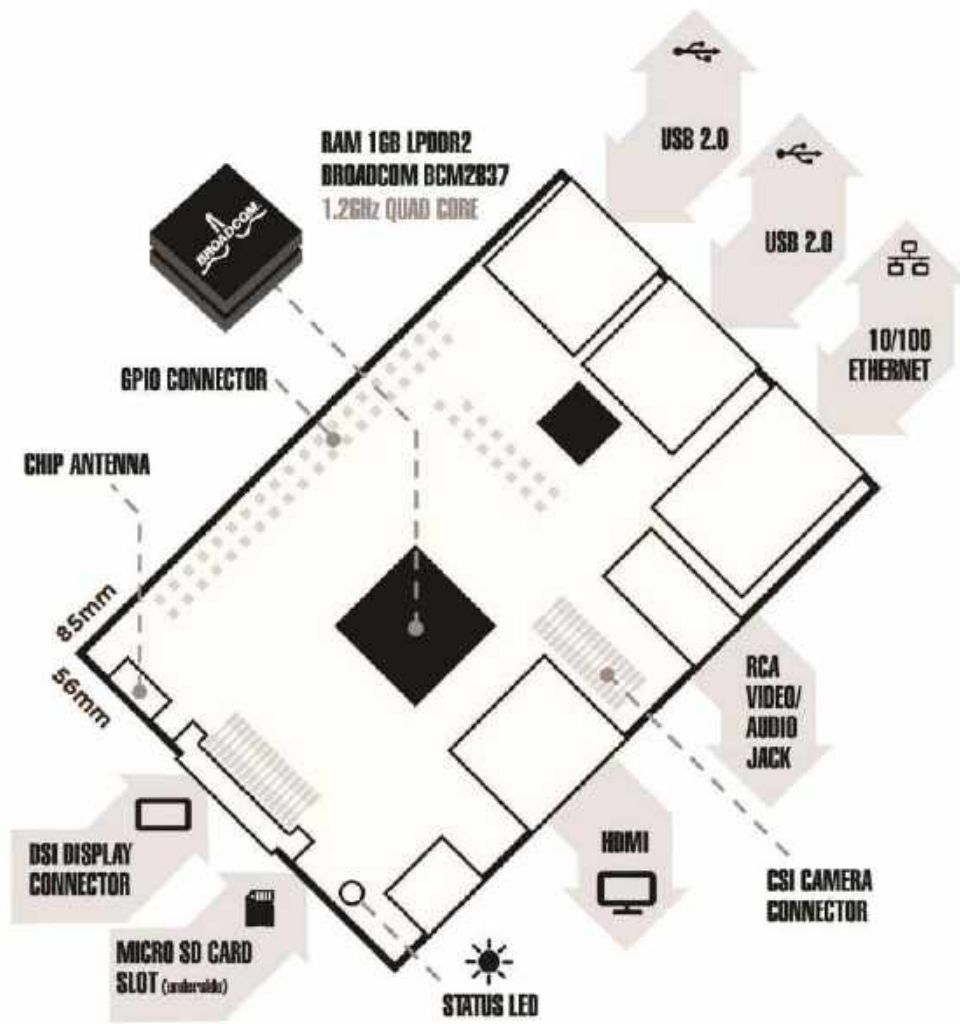 USB 2.0
RAM 1GB LPDDR2
BROADCOM BCM2837
1.2GHz QUAD CORE
BROADCOM
USB 2.0
10/100
ETHERNET
GPIO CONNECTOR
CHIP ANTENNA
85mm
56mm
RCA
VIDEO/
AUDIO
JACK
DSI DISPLAY
CONNECTOR
HDMI
CSI CAMERA
CONNECTOR
MICRO SD CARD
SLOT (underside)
STATUS LED